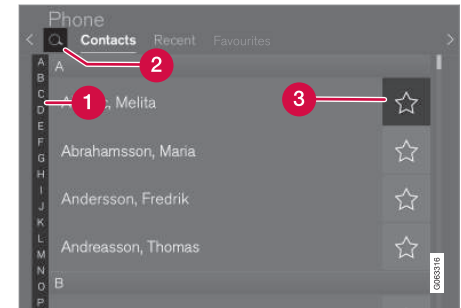 Phone
Contacts Recent Favourites
2
A
A
B
C
D
E
F
G
H
I
J
K
L
M
N
O
P
1
, Melita
3
Abrahamsson, Maria
Andersson, Fredrik
Andreasson, Thomas
B
G063316